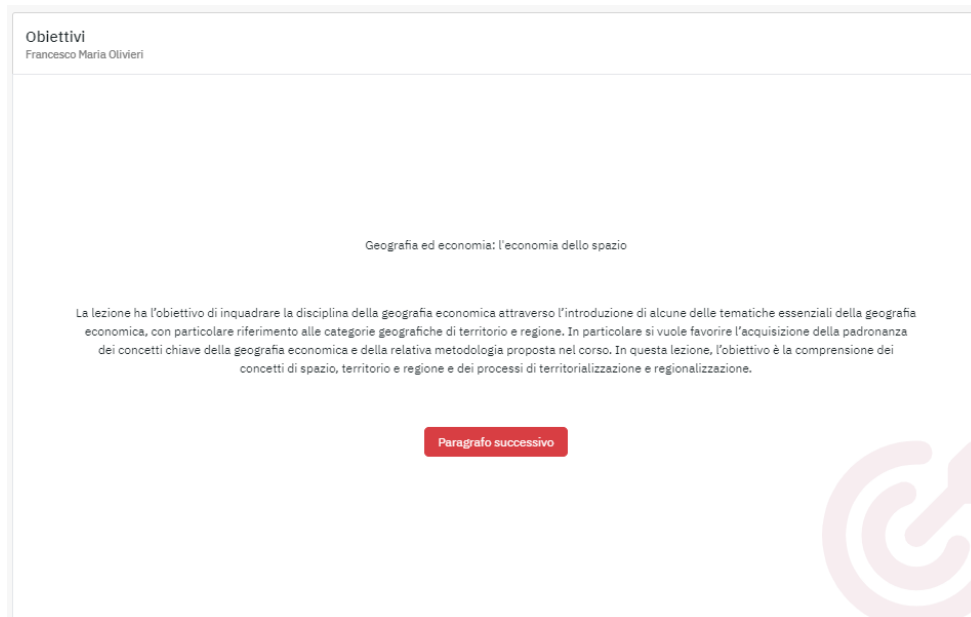 Obiettivi
Francesco Maria Olivieri
Geografia ed economia: l'economia dello spazio
La lezione ha l’obiettivo di inquadrare la disciplina della geografia economica attraverso l’introduzione di alcune delle tematiche essenziali della geografia
economica, con particolare riferimento alle categorie geografiche di territorio e regione. In particolare si vuole favorire l’acquisizione della padronanza
dei concetti chiave della geografia economica e della relativa metodologia proposta nel corso. In questa lezione, l’obiettivo è la comprensione dei
concetti di spazio, territorio e regione e dei processi di territorializzazione e regionalizzazione.
Paragrafo successivo